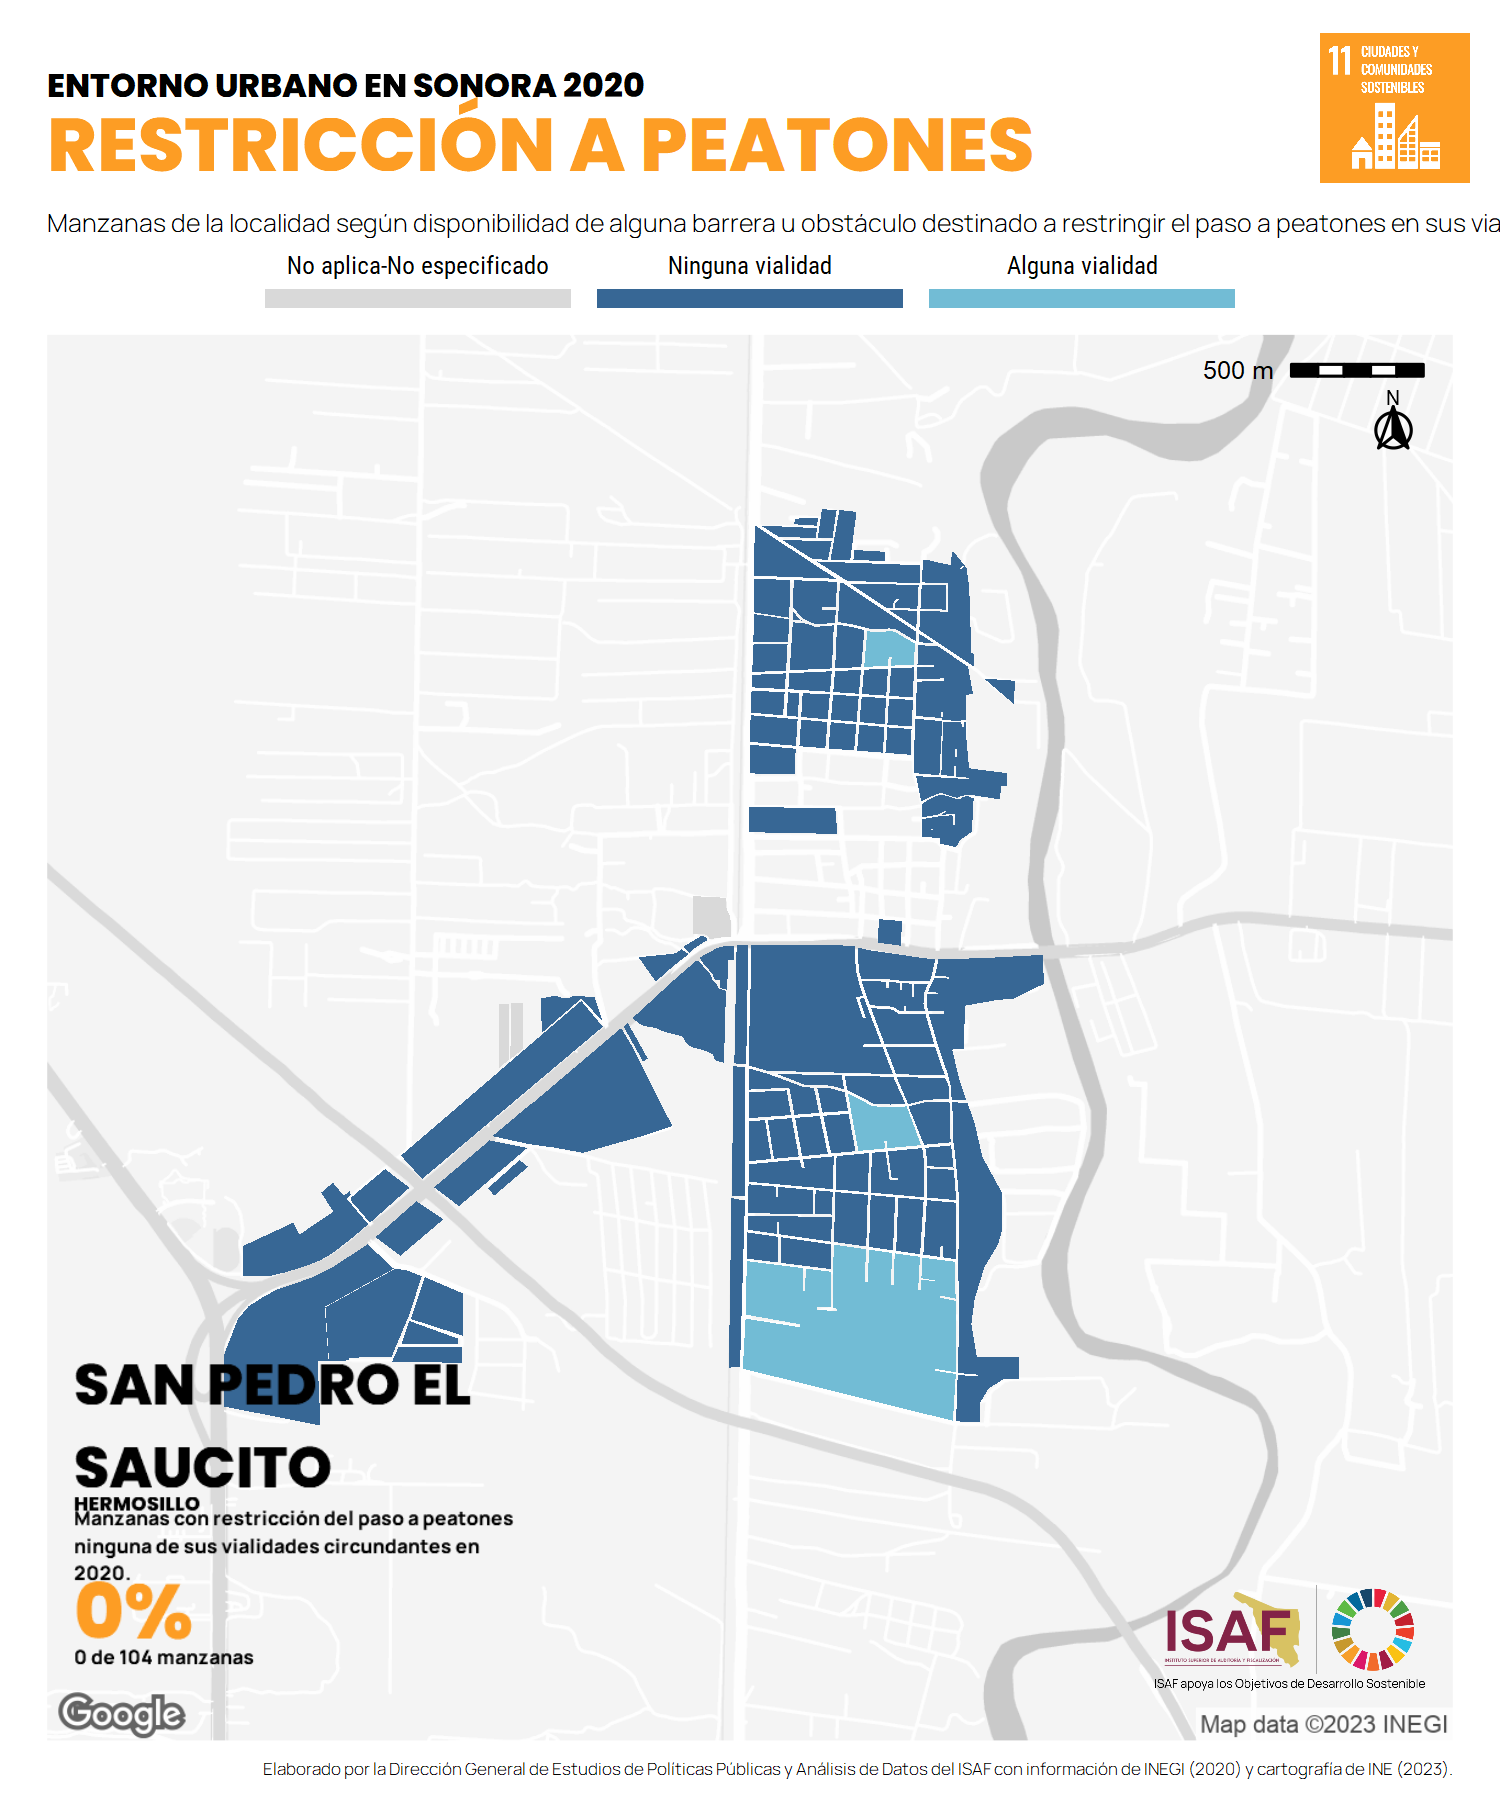 ENTORNO URBANO EN SONORA 2020
RESTRICCIÓN A PEATONES
11 CIUDADES Y
COMUNIDADES
SOSTENIBLES
Manzanas de la localidad según disponibilidad de alguna barrera u obstáculo destinado a restringir el paso a peatones en sus via
No aplica-No especificado
Ninguna vialidad
Alguna vialidad
500 m
N
SAN PEDRO EL
SAUCITO
HERMOSILLO
Manzanas con restricción del paso a peatones
ninguna de sus vialidades circundantes en
2020.
0%
0 de 104 manzanas
ISAF
INSTITUTO SUPERIOR DE AUDITORÍA Y FISCALIZACIÓN
ISAF apoya los Objetivos de Desarrollo Sostenible
Google
Map data ©2023 INEGI
Elaborado por la Dirección General de Estudios de Políticas Públicas y Análisis de Datos del ISAF con información de INEGI (2020) y cartografía de INE (2023).